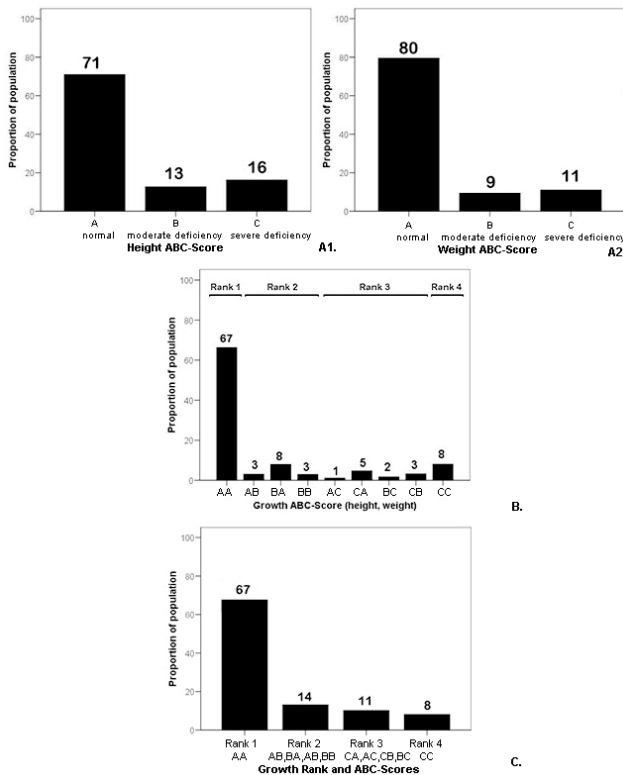 100
80
60
40
20
0
Proportion of population
71
13
16
A B C
normal moderate deficiency severe deficiency
Height ABC-Score
A1.
100
80
60
40
20
0
Proportion of population
80
9
11
A B C
normal moderate deficiency severe deficiency
Weight ABC-Score
A2
Rank 1 Rank 2 Rank 3 Rank 4
100
80
60
40
20
0
Proportion of population
67
3
8
3
1
5
2
3
8
AA AB BA BB AC CA BC CB CC
Growth ABC-Score (height, weight)
B.
100
80
60
40
20
0
Proportion of population
67
14
11
8
Rank 1 Rank 2 Rank 3 Rank 4
AA AB,BA,AB,BB CA,AC,CB,BC CC
Growth Rank and ABC-Scores
C.